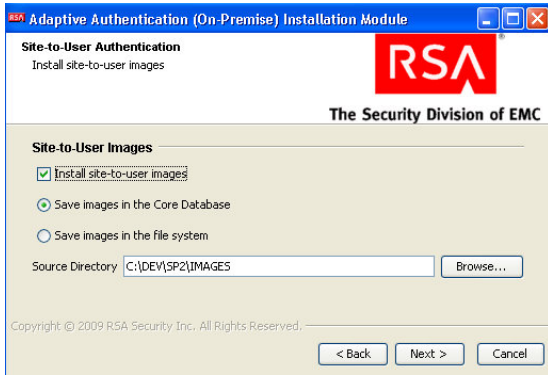 RSA Adaptive Authentication (On-Premise) Installation Module
Site-to-User Authentication
Install site-to-user images
RSA®
The Security Division of EMC
Site-to-User Images
Install site-to-user images
Save images in the Core Database
Save images in the file system
Source Directory C:\DEV\SP2\IMAGES Browse...
Copyright © 2009 RSA Security Inc. All Rights Reserved.
< Back Next > Cancel